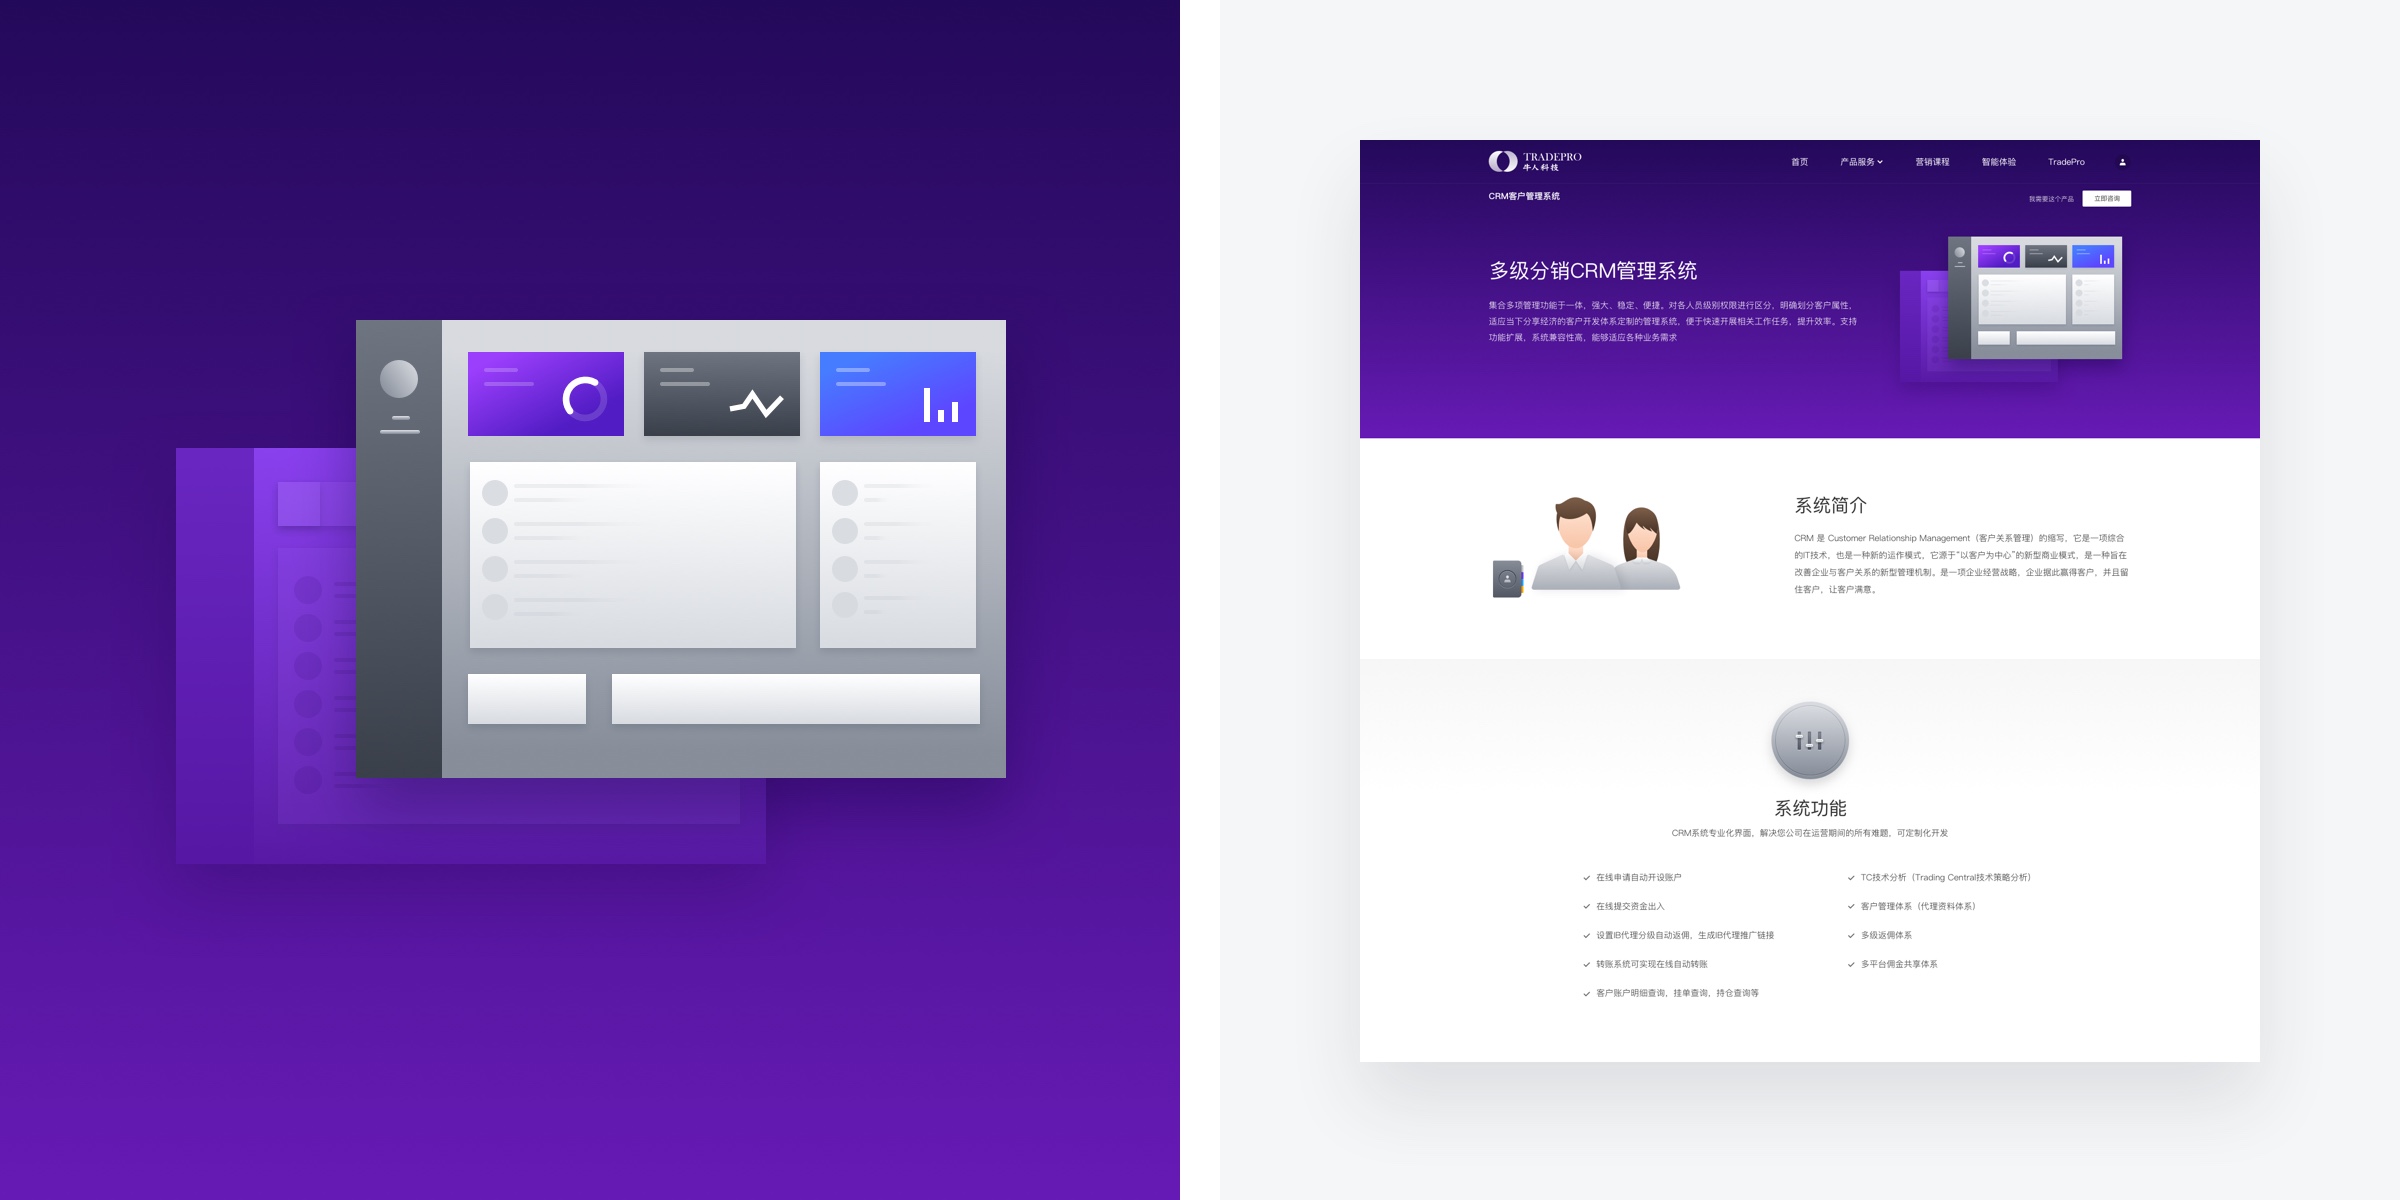 TRADEPRO
牛人科技
首页
产品服务
营销课程
智能体验
TradePro
CRM客户管理系统
我需要这个产品
立即咨询
多级分销CRM管理系统
集合多项管理功能于一体，强大、稳定、便捷。对各人员级别权限进行区分，明确划分客户属性，
适应当下分享经济的客户开发体系定制的管理系统，便于快速开展相关工作任务，提升效率。支持
功能扩展，系统兼容性高，能够适应各种业务需求
系统简介
CRM 是 Customer Relationship Management（客户关系管理）的缩写，它是一项综合
的IT技术，也是一种新的运作模式，它源于“以客户为中心”的新型商业模式，是一种旨在
改善企业与客户关系的新型管理机制。是一项企业经营战略，企业据此赢得客户，并且留
住客户，让客户满意。
系统功能
CRM系统专业化界面，解决您公司在运营期间的所有难题，可定制化开发
在线申请自动开设账户
TC技术分析（Trading Central技术策略分析）
在线提交资金出入
客户管理体系（代理资料体系）
设置IB代理分级自动返佣，生成IB代理推广链接
多级返佣体系
转账系统可实现在线自动转账
多平台佣金共享体系
客户账户明细查询，挂单查询，持仓查询等